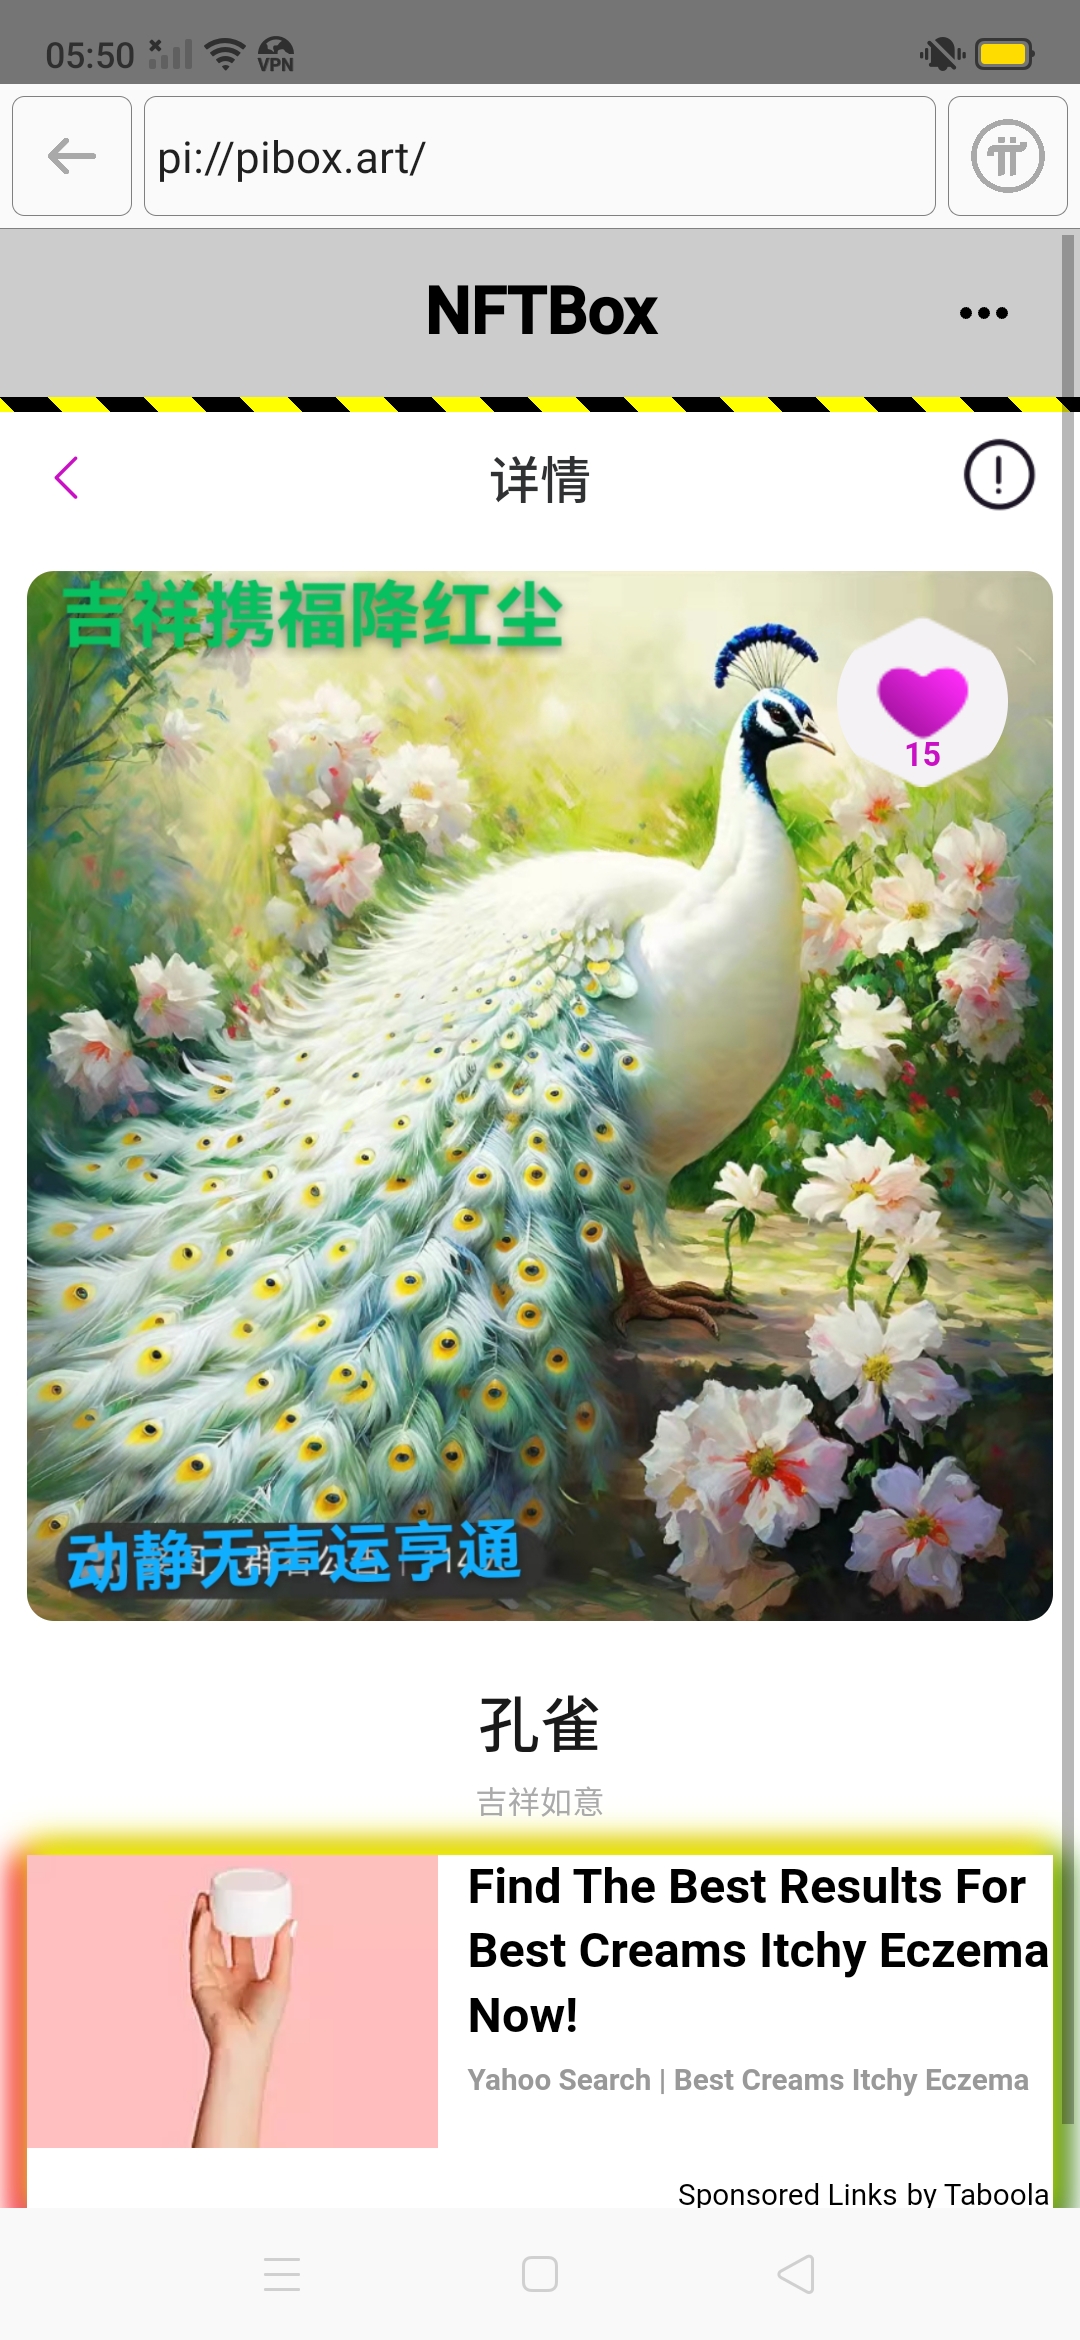 05:50
VPN
pi://pibox.art/
NFTBox
详情
吉祥携福降红尘
15
动静无声运亨通
孔雀
吉祥如意
Find The Best Results For
Best Creams Itchy Eczema
Now!
Yahoo Search | Best Creams Itchy Eczema
Sponsored Links by Taboola